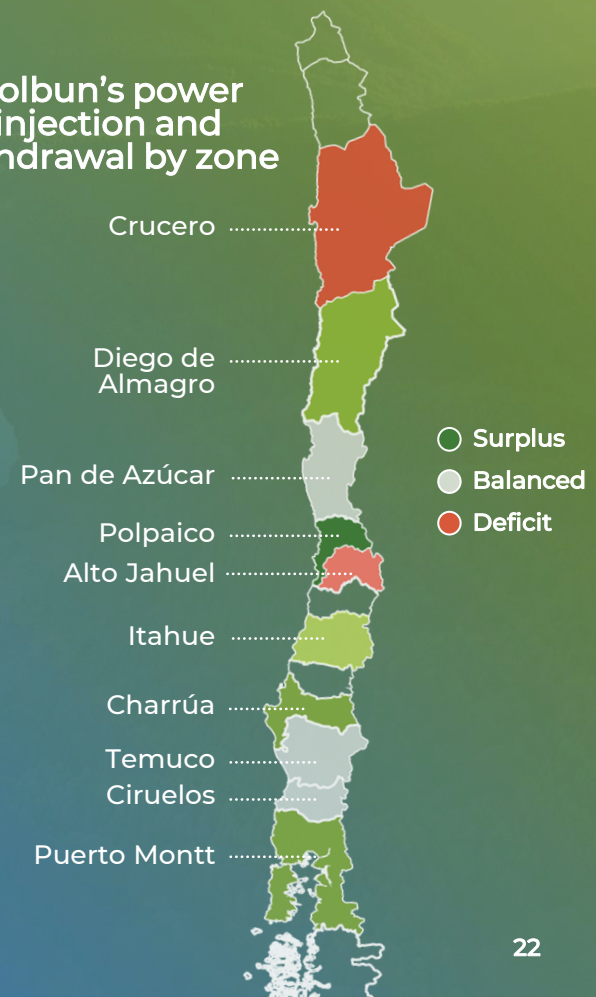 olbun's power
injection and
ndrawal by zone
Crucero
Diego de
Almagro
Pan de Azúcar
Polpaico
Alto Jahuel
Itahue
Charrúa
Temuco
Ciruelos
Puerto Montt
Surplus
Balanced
Deficit
22